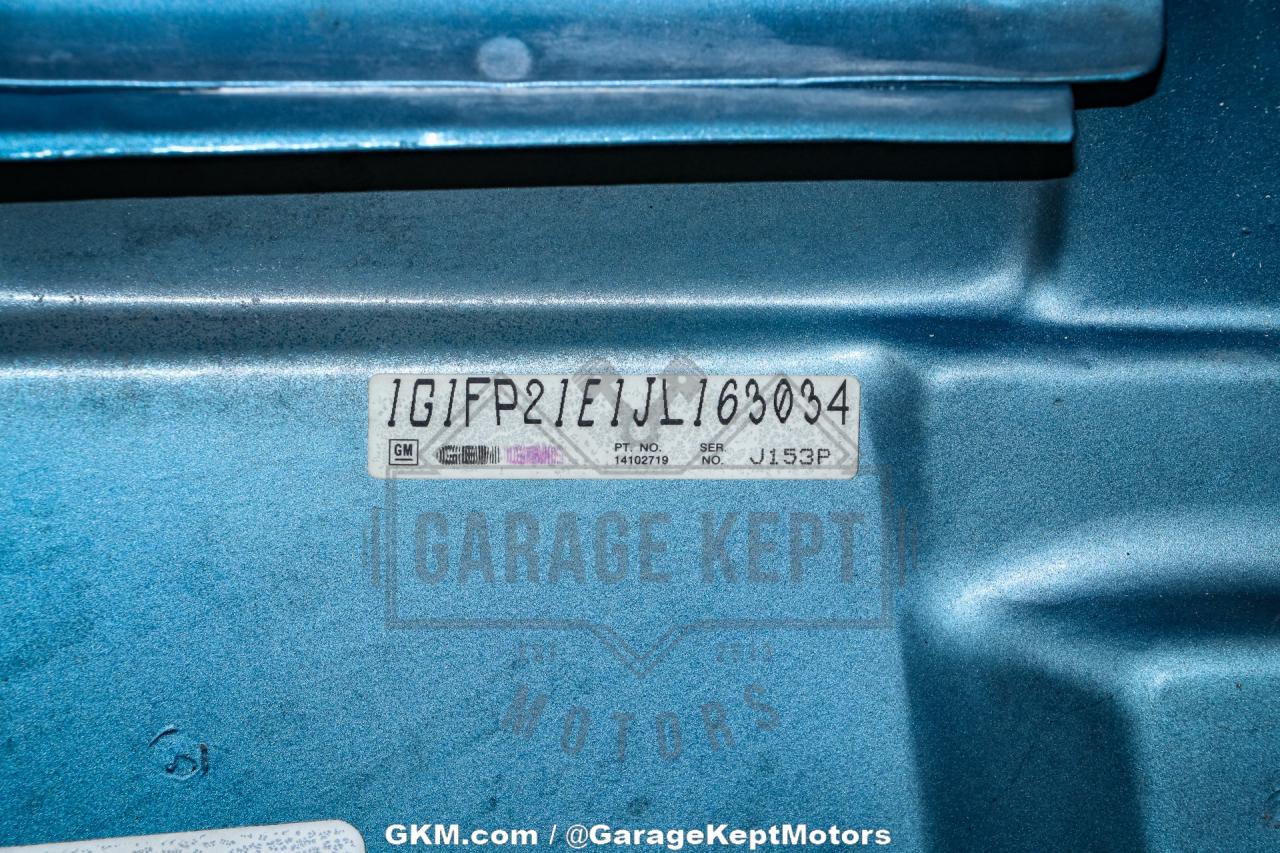 1G1FP21E1JL163034
GM
PT. NO.
14102719
SER.
NO.
J153P
GARAGE KEPT
MOTORS
GKM.com / @GarageKeptMotors